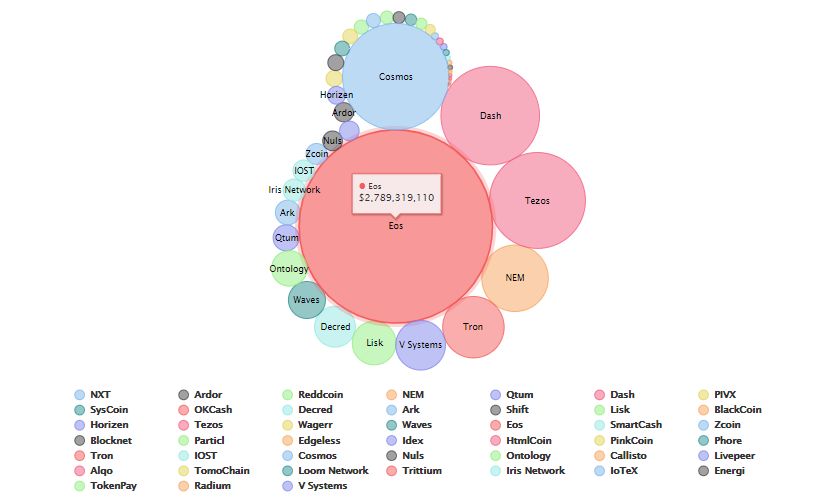 Cosmos
Dash
Horizen
Ardor
Nuls
Zcoin
IOST
Eos
$2,789,319,110
Iris Network
Tezos
Ark
Eos
Qtum
Ontology
NEM
Waves
Decred
Tron
Lisk
V Systems
NXT Ardor Reddcoin NEM Qtum Dash PIVX
SysCoin OKCash Decred Ark Shift Lisk BlackCoin
Horizen Tezos Wagerr Waves Eos SmartCash Zcoin
Blocknet Particl Edgeless Idex HtmlCoin PinkCoin Phore
Tron IOST Cosmos Nuls Ontology Callisto Livepeer
Alqo TomoChain Loom Network Trittium Iris Network IoTeX Energi
TokenPay Radium V Systems